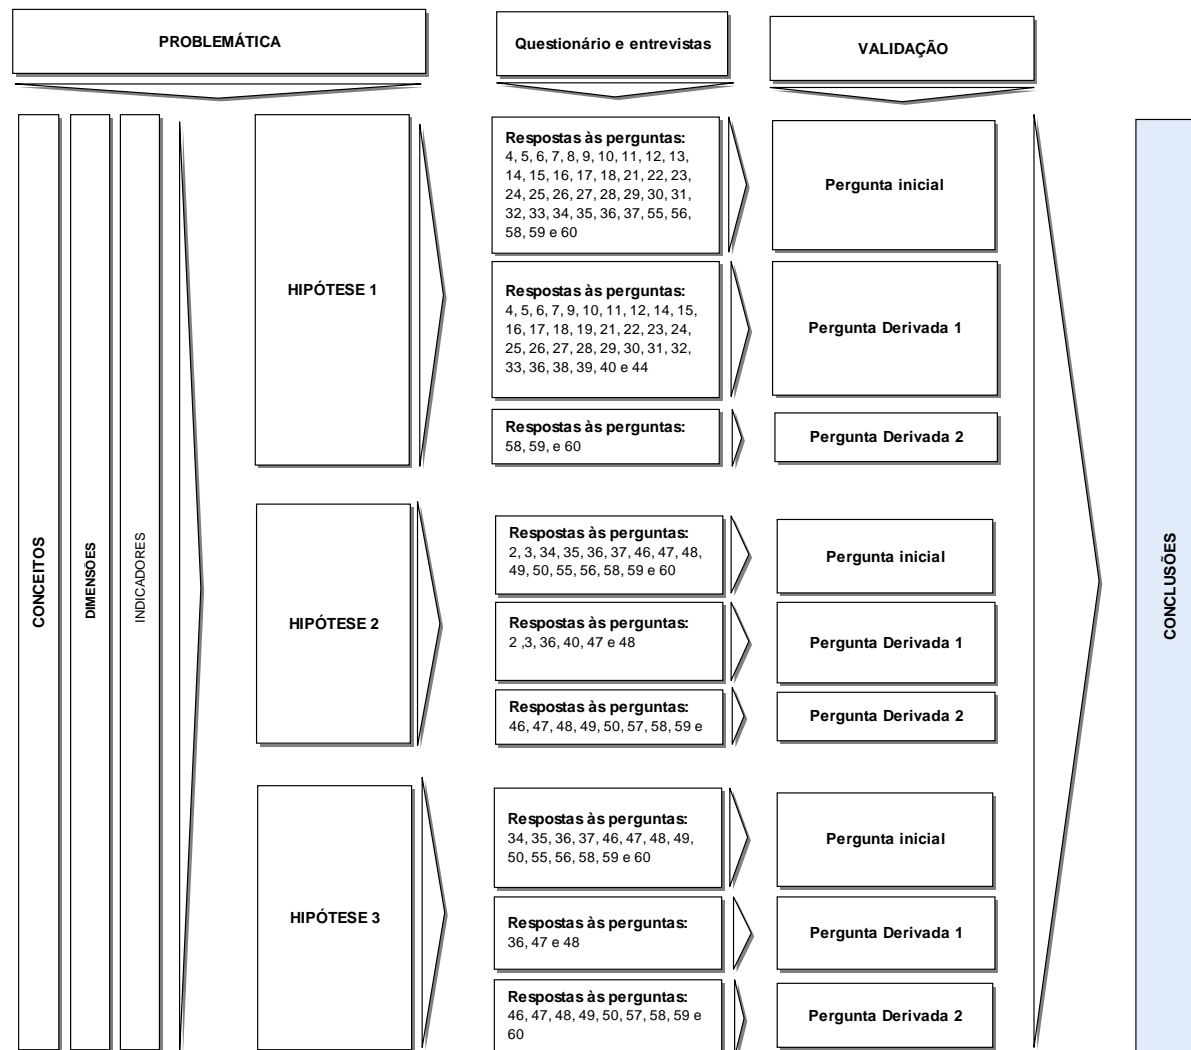 PROBLEMÁTICA
Questionário e entrevistas
VALIDAÇÃO
CONCEITOS
DIMENSÕES
INDICADORES
HIPÓTESE 1
Respostas às perguntas:
4, 5, 6, 7, 8, 9, 10, 11, 12, 13,
14, 15, 16, 17, 18, 21, 22, 23,
24, 25, 26, 27, 28, 29, 30, 31,
32, 33, 34, 35, 36, 37, 55, 56,
58, 59 e 60
Pergunta inicial
Respostas às perguntas:
4, 5, 6, 7, 9, 10, 11, 12, 14, 15,
16, 17, 18, 19, 21, 22, 23, 24,
25, 26, 27, 28, 29, 30, 31, 32,
33, 36, 38, 39, 40 e 44
Pergunta Derivada 1
Respostas às perguntas:
58, 59, e 60
Pergunta Derivada 2
HIPÓTESE 2
Respostas às perguntas:
2, 3, 34, 35, 36, 37, 46, 47, 48,
49, 50, 55, 56, 58, 59 e 60
Pergunta inicial
Respostas às perguntas:
2 ,3, 36, 40, 47 e 48
Pergunta Derivada 1
Respostas às perguntas:
46, 47, 48, 49, 50, 57, 58, 59 e
Pergunta Derivada 2
HIPÓTESE 3
Respostas às perguntas:
34, 35, 36, 37, 46, 47, 48, 49,
50, 55, 56, 58, 59 e 60
Pergunta inicial
Respostas às perguntas:
36, 47 e 48
Pergunta Derivada 1
Respostas às perguntas:
46, 47, 48, 49, 50, 57, 58, 59 e
60
Pergunta Derivada 2
CONCLUSÕES